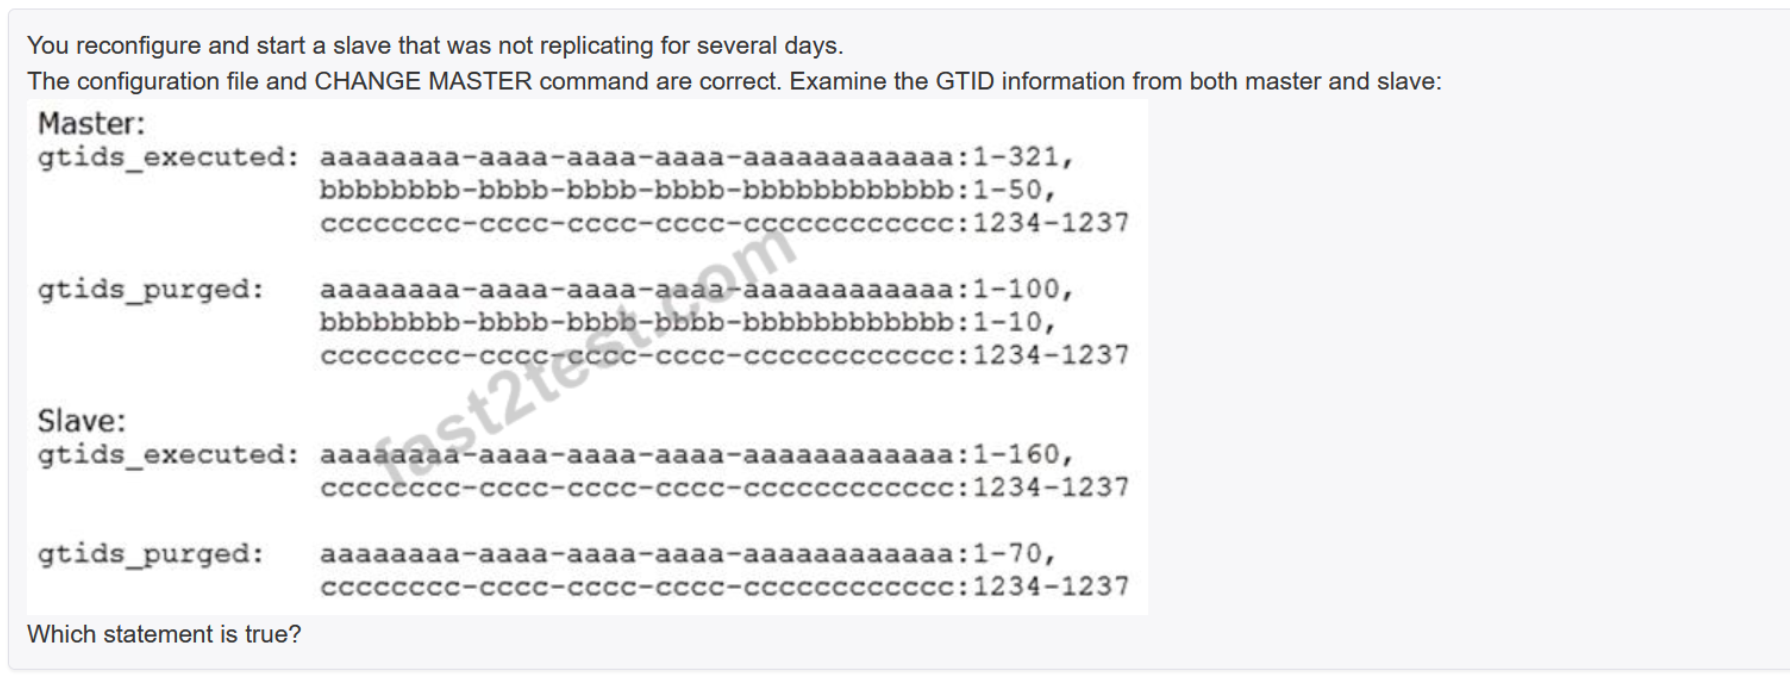 You reconfigure and start a slave that was not replicating for several days.
The configuration file and CHANGE MASTER command are correct. Examine the GTID information from both master and slave:
Master:
gtids_executed: aaaaaaaa-aaaa-aaaa-aaaa-aaaaaaaaaaaa:1-321,
bbbbbbbb-bbbb-bbbb-bbbb-bbbbbbbbbbbb:1-50,
cccccccc-cccc-cccc-cccc-cccccccccccc:1234-1237
gtids_purged: aaaaaaaa-aaaa-aaaa-aaaa-aaaaaaaaaaaa:1-100,
bbbbbbbb-bbbb-bbbb-bbbb-bbbbbbbbbbbb:1-10,
cccccccc-cccc-cccc-cccc-cccccccccccc:1234-1237
Slave:
gtids_executed: aaaaaaaa-aaaa-aaaa-aaaa-aaaaaaaaaaaa:1-160,
cccccccc-cccc-cccc-cccc-cccccccccccc:1234-1237
gtids_purged: aaaaaaaa-aaaa-aaaa-aaaa-aaaaaaaaaaaa:1-70,
cccccccc-cccc-cccc-cccc-cccccccccccc:1234-1237
fast2test.com
Which statement is true?